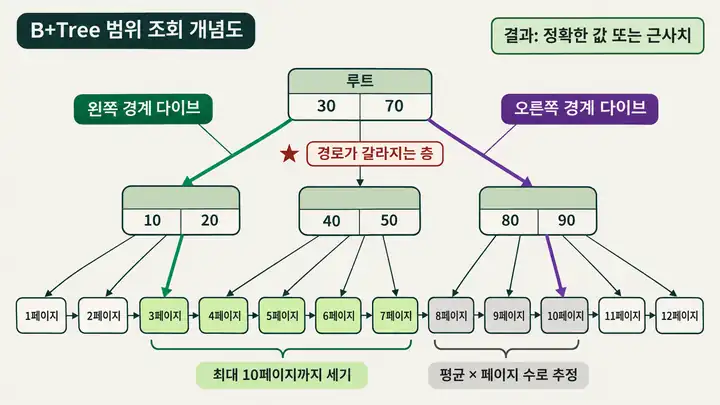 B+Tree 범위 조회 개념도
결과: 정확한 값 또는 근사치
루트
30 70
왼쪽 경계 다이브
오른쪽 경계 다이브
★ 경로가 갈라지는 층
10 20
40 50
80 90
1페이지
2페이지
3페이지
4페이지
5페이지
6페이지
7페이지
8페이지
9페이지
10페이지
11페이지
12페이지
최대 10페이지까지 세기
평균 × 페이지 수로 추정